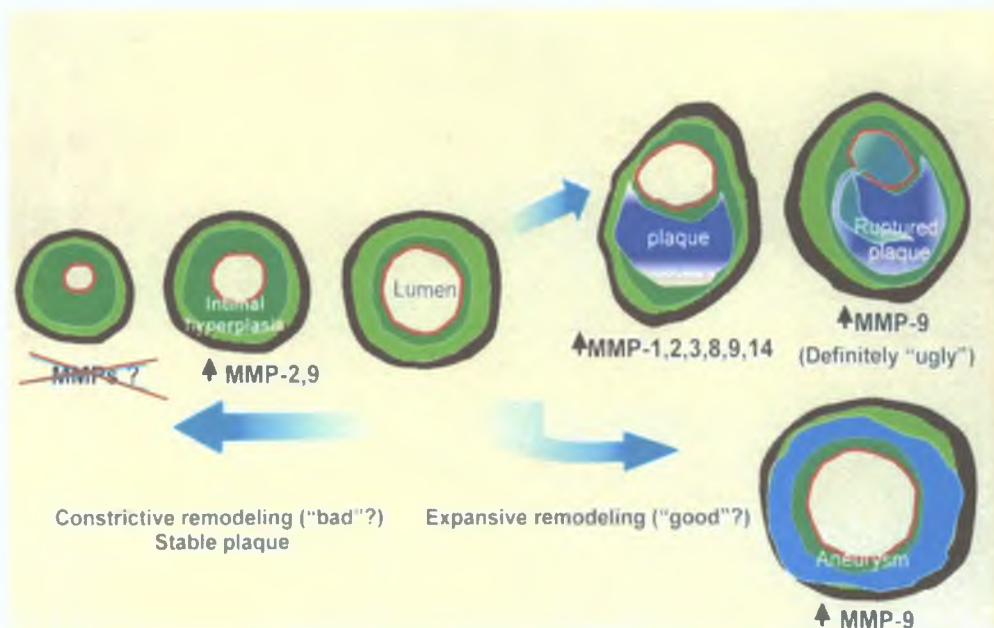 Lumen
Intimal
hyperplasia
MMPs ?
MMP-2,9
plaque
MMP-1,2,3,8,9,14
Ruptured
plaque
MMP-9
(Definitely "ugly")
Constrictive remodeling ("bad"?)
Stable plaque
Expansive remodeling ("good"?)
Aneurysm
MMP-9